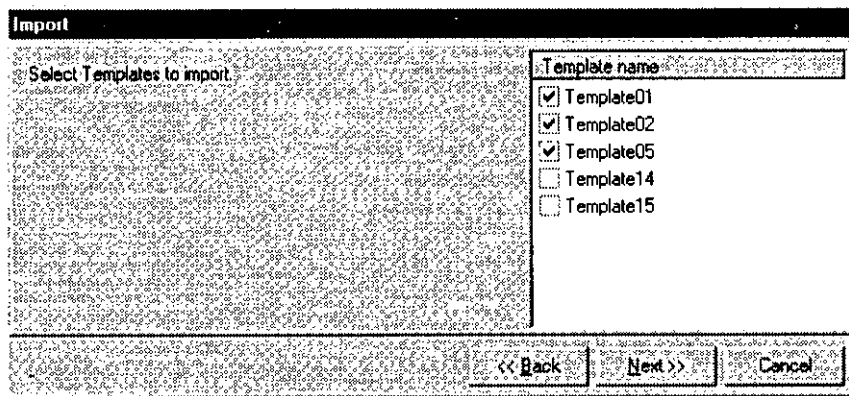 Import
Select Templates to import.
Template name
Template01
Template02
Template05
Template14
Template15
<< Back
Next >>
Cancel